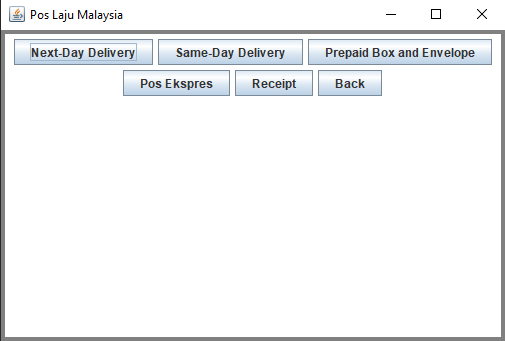 Pos Laju Malaysia
Next-Day Delivery Same-Day Delivery Prepaid Box and Envelope
Pos Ekspres Receipt Back